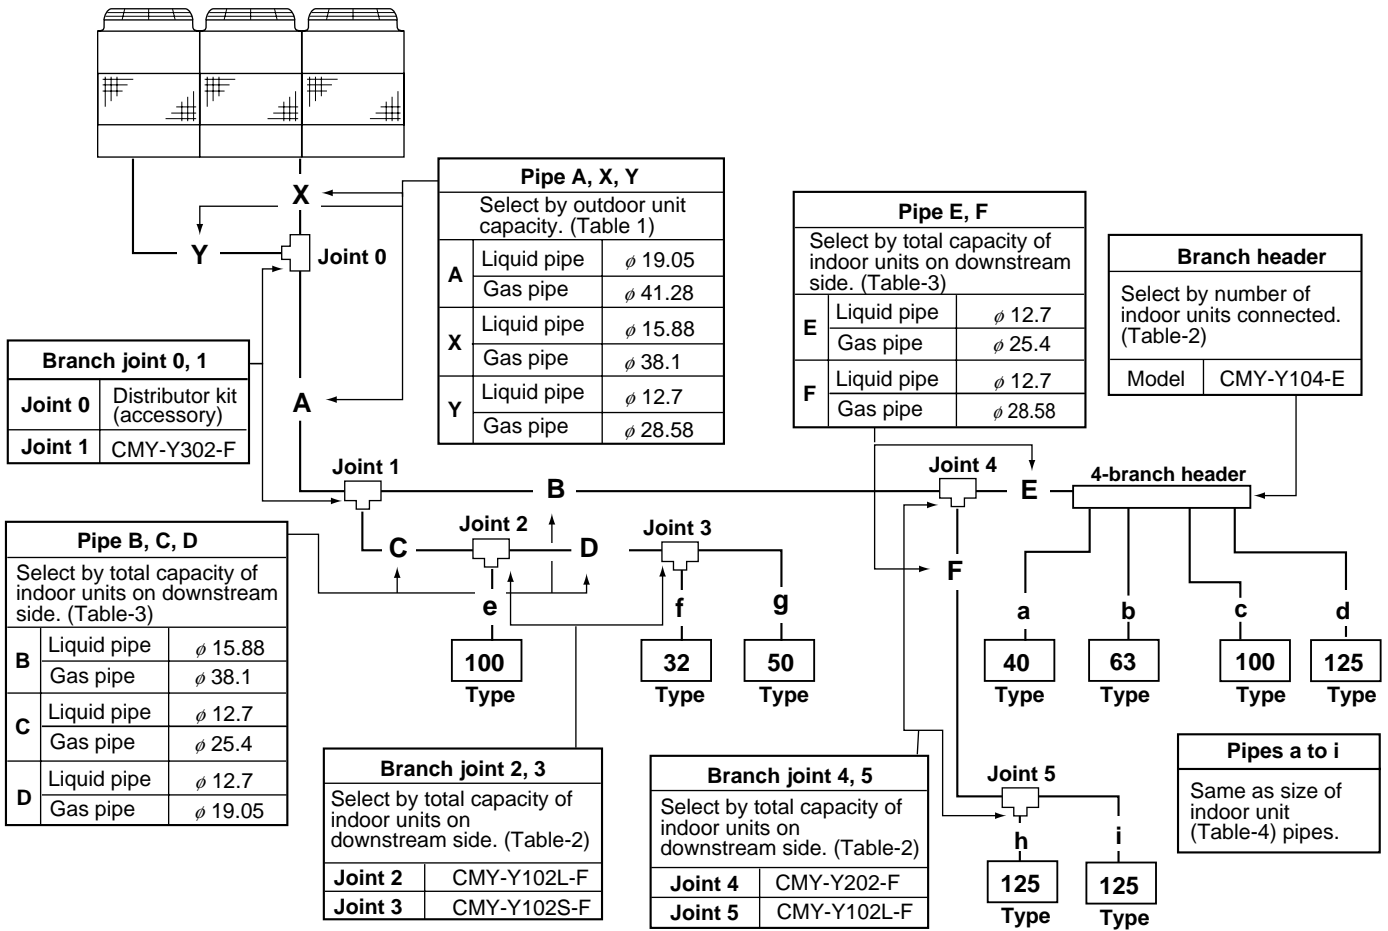 X
Y
Joint 0
A
Pipe A, X, Y
Select by outdoor unit
capacity. (Table 1)
A
Liquid pipe
ø 19.05
Gas pipe
ø 41.28
X
Liquid pipe
ø 15.88
Gas pipe
ø 38.1
Y
Liquid pipe
ø 12.7
Gas pipe
ø 28.58
Pipe E, F
Select by total capacity of
indoor units on downstream
side. (Table-3)
E
Liquid pipe
ø 12.7
Gas pipe
ø 25.4
F
Liquid pipe
ø 12.7
Gas pipe
ø 28.58
Branch header
Select by number of
indoor units connected.
(Table-2)
Model
CMY-Y104-E
Branch joint 0, 1
Joint 0
Distributor kit
(accessory)
Joint 1
CMY-Y302-F
Joint 1
B
Joint 4
E
4-branch header
C
Joint 2
D
Joint 3
F
e
f
g
a
b
c
d
100
Type
32
Type
50
Type
40
Type
63
Type
100
Type
125
Type
Pipe B, C, D
Select by total capacity of
indoor units on downstream
side. (Table-3)
B
Liquid pipe
ø 15.88
Gas pipe
ø 38.1
C
Liquid pipe
ø 12.7
Gas pipe
ø 25.4
D
Liquid pipe
ø 12.7
Gas pipe
ø 19.05
Branch joint 2, 3
Select by total capacity of
indoor units on
downstream side. (Table-2)
Joint 2
CMY-Y102L-F
Joint 3
CMY-Y102S-F
Branch joint 4, 5
Select by total capacity of
indoor units on
downstream side. (Table-2)
Joint 4
CMY-Y202-F
Joint 5
CMY-Y102L-F
Joint 5
h
i
125
Type
125
Type
Pipes a to i
Same as size of
indoor unit
(Table-4) pipes.